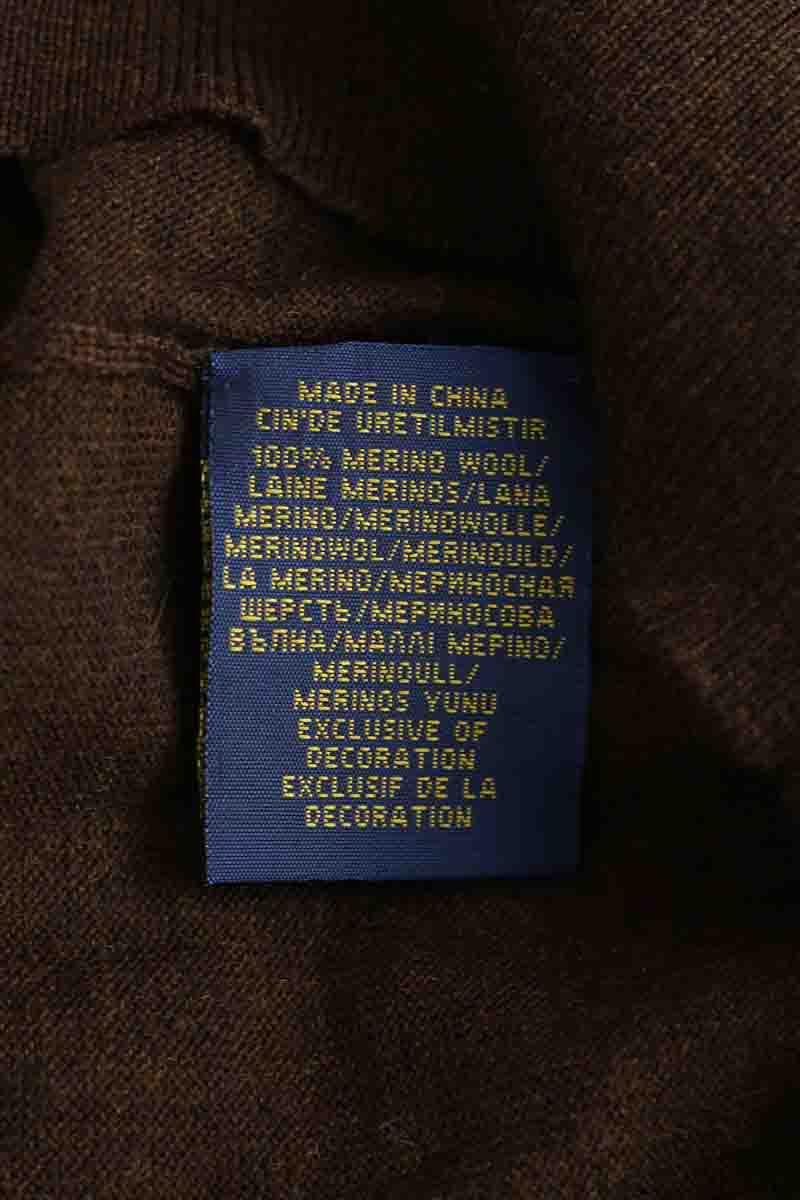 MADE IN CHINA
CIN'DE URETILMISTIR
100% MERINO WOOL/
LAINE MERINOS/LANA
MERINO/MERINOWOLLE/
MERINOWOL/MERINOULD/
LA MERINO/МЕРИНОСНАЯ
ШЕРСТЬ/МЕРИНОСОВА
ВЪЛНА/ΜΑΛΛΙ ΜΕΡΙΝΟ/
MERINOULL/
MERINOS YUNU
EXCLUSIVE OF
DECORATION
EXCLUSIF DE LA
DECORATION